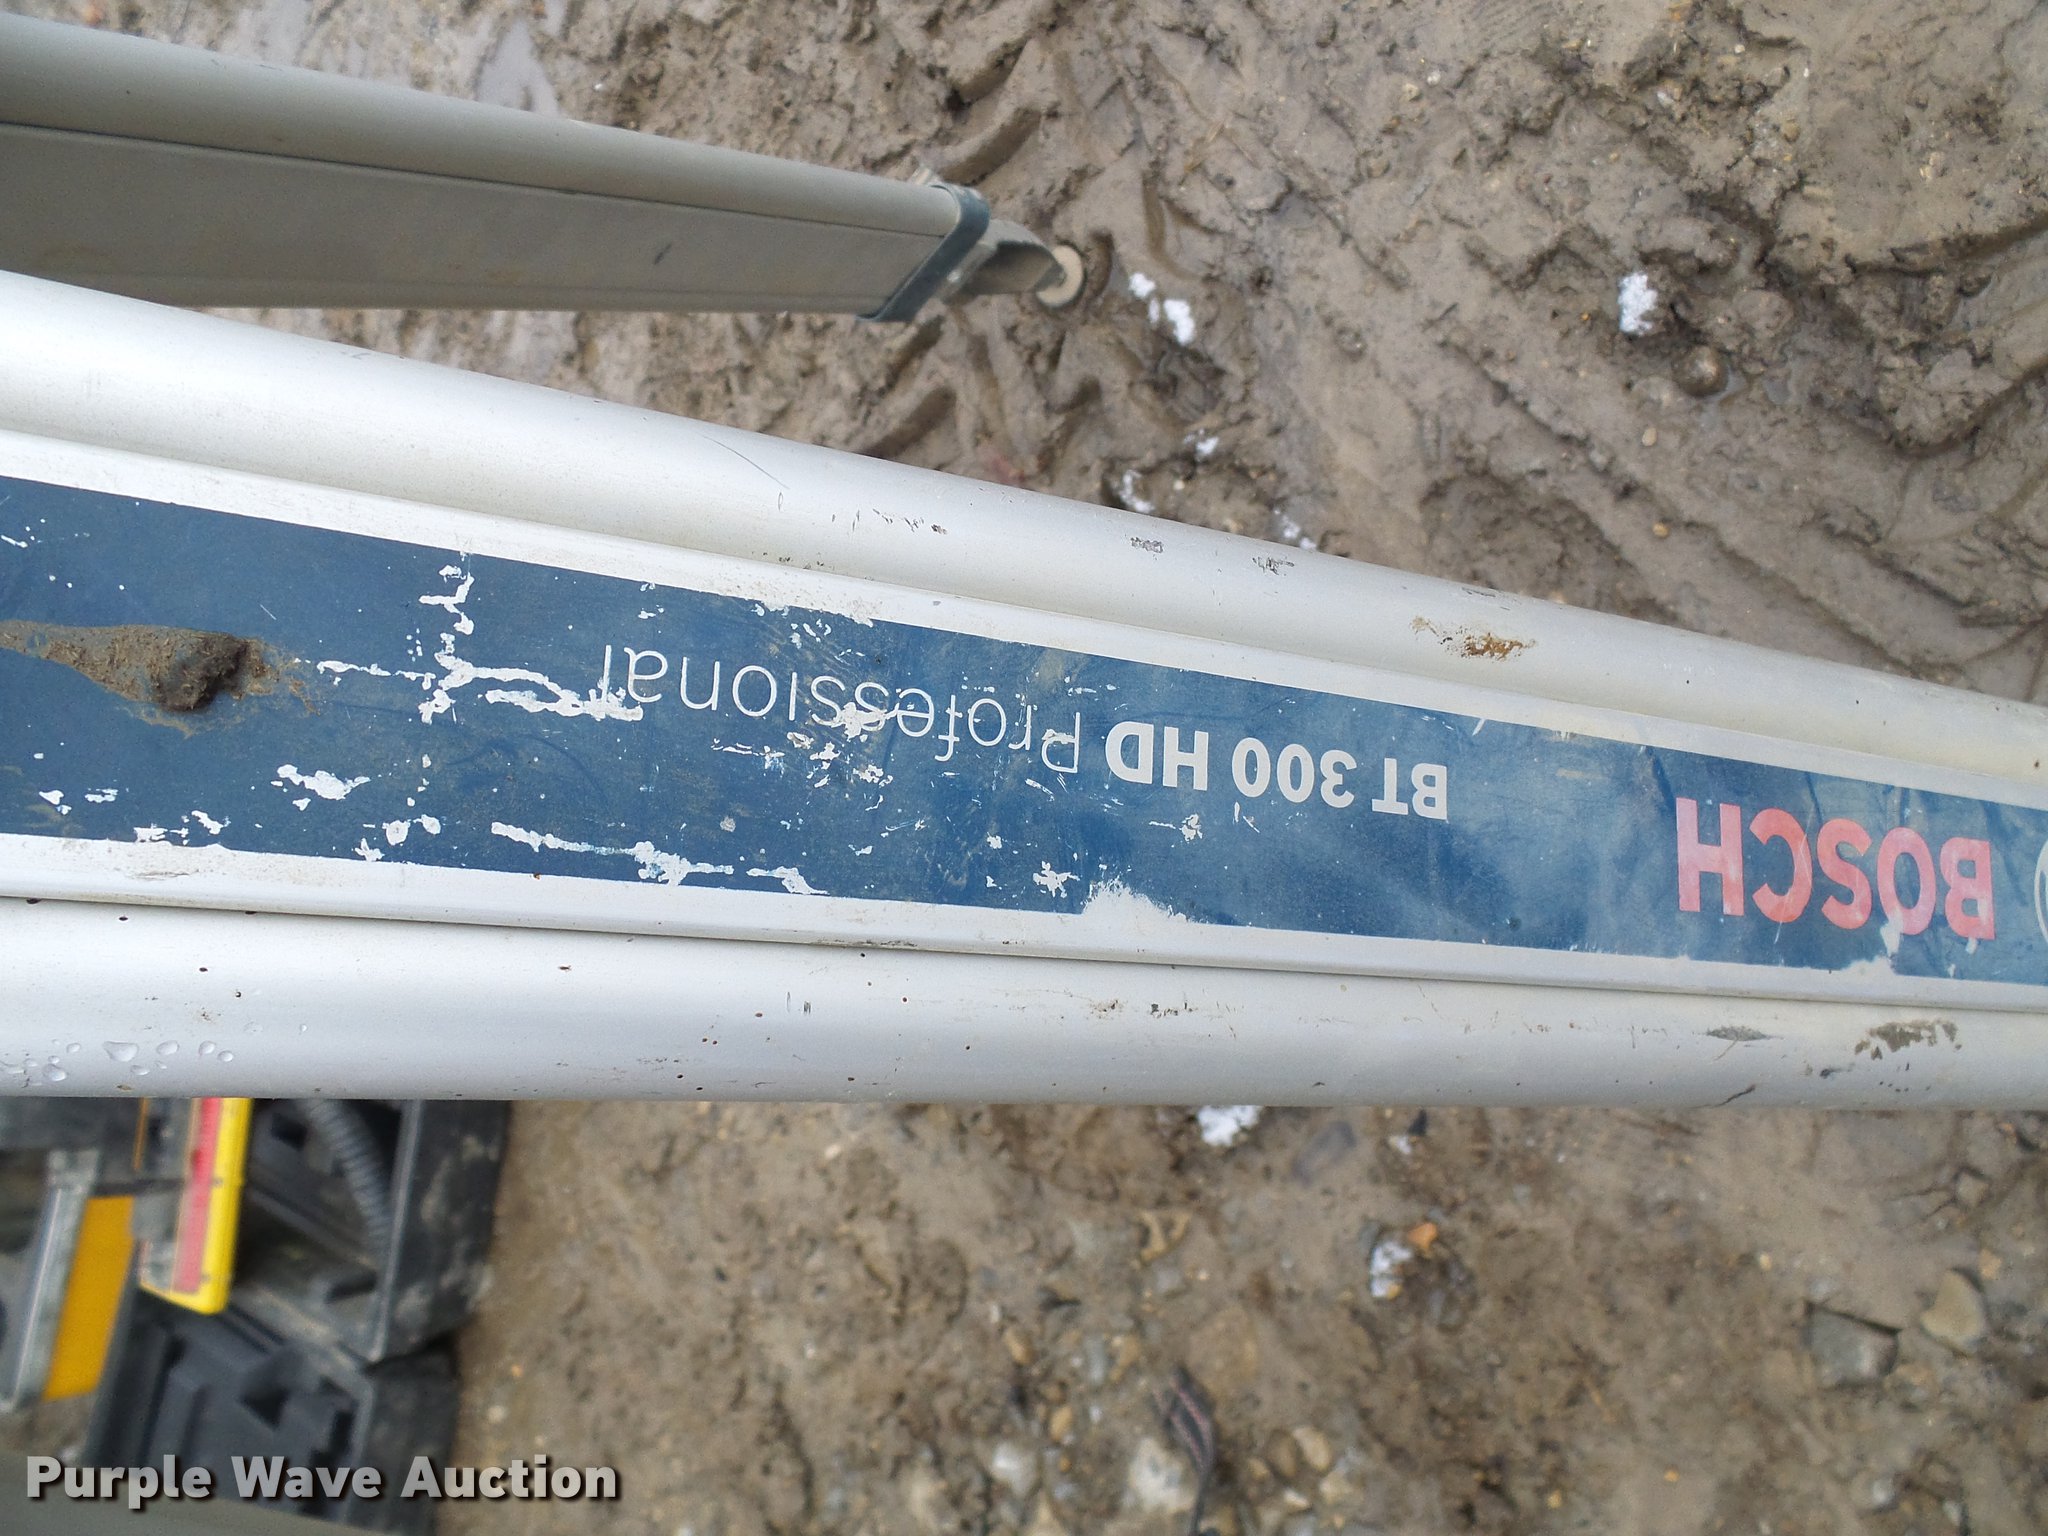 BOSCH
BT 300 HD Professional
Purple Wave Auction